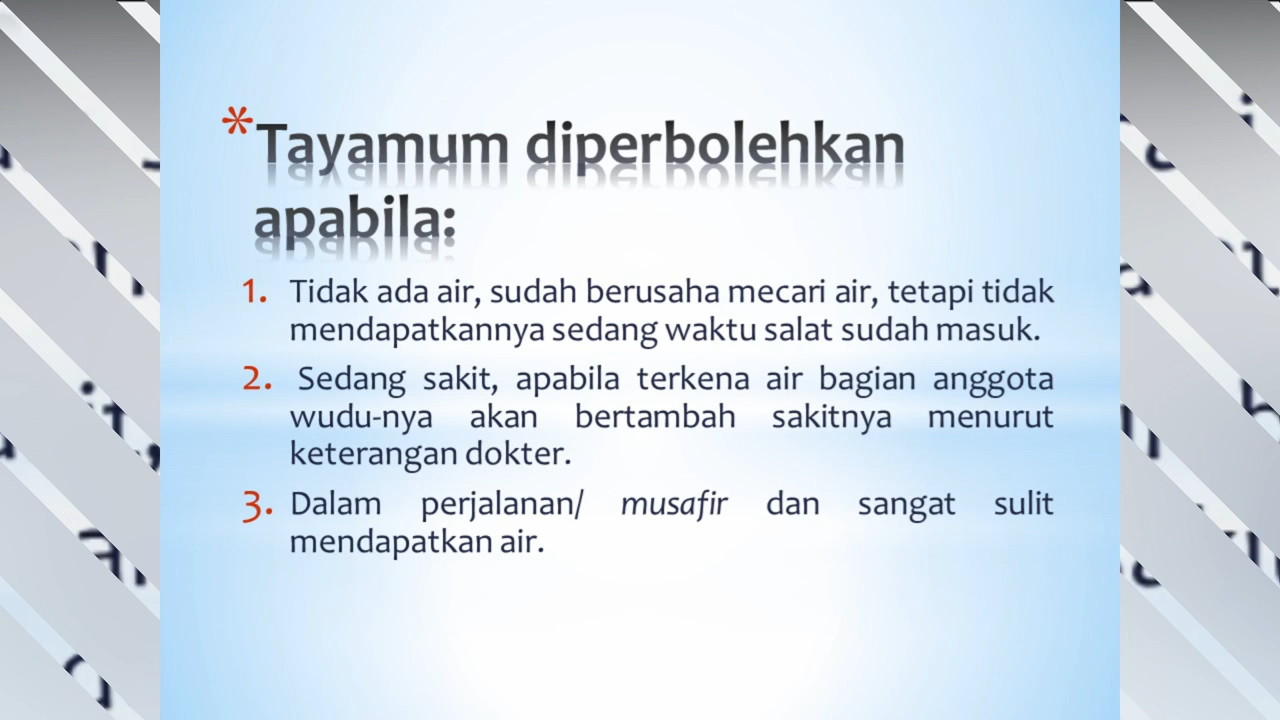 *Tayamum diperbolehkan
apabila:
1. Tidak ada air, sudah berusaha mecari air, tetapi tidak
mendapatkannya sedang waktu salat sudah masuk.
2. Sedang sakit, apabila terkena air bagian anggota
wudu-nya akan bertambah sakitnya menurut
keterangan dokter.
3. Dalam perjalanan/ musafir dan sangat sulit
mendapatkan air.